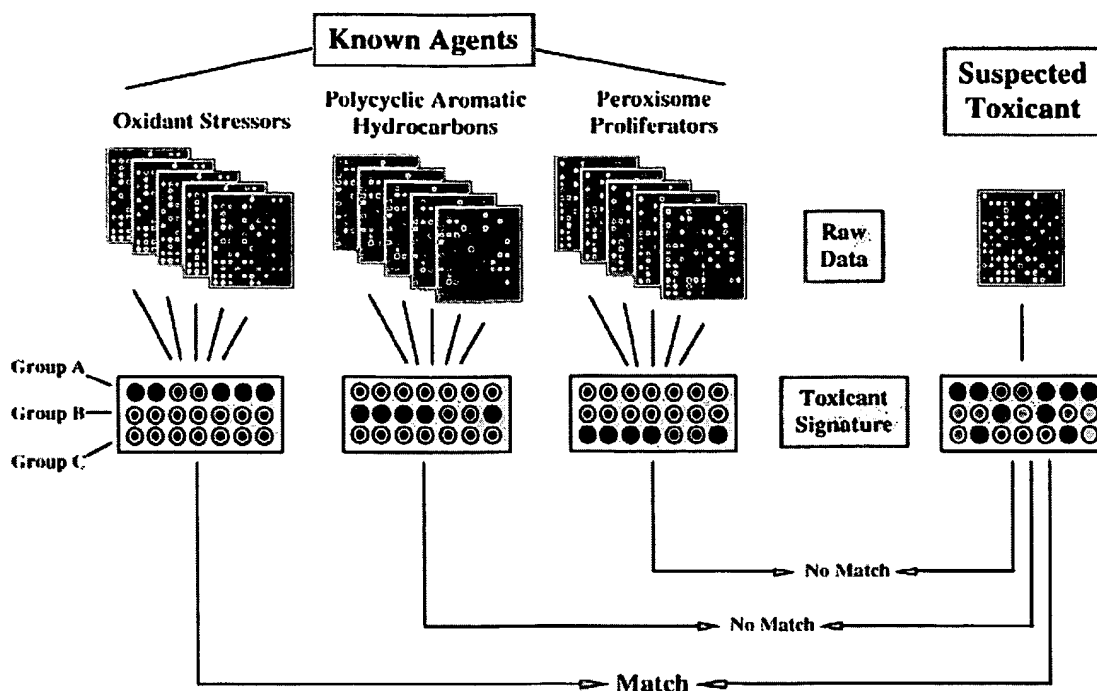 Known Agents
Suspected
Toxicant
Oxidant Stressors
Polycyclic Aromatic
Hydrocarbons
Peroxisome
Proliferators
Raw
Data
Group A
Group B
Group C
Toxicant
Signature
No Match
No Match
Match